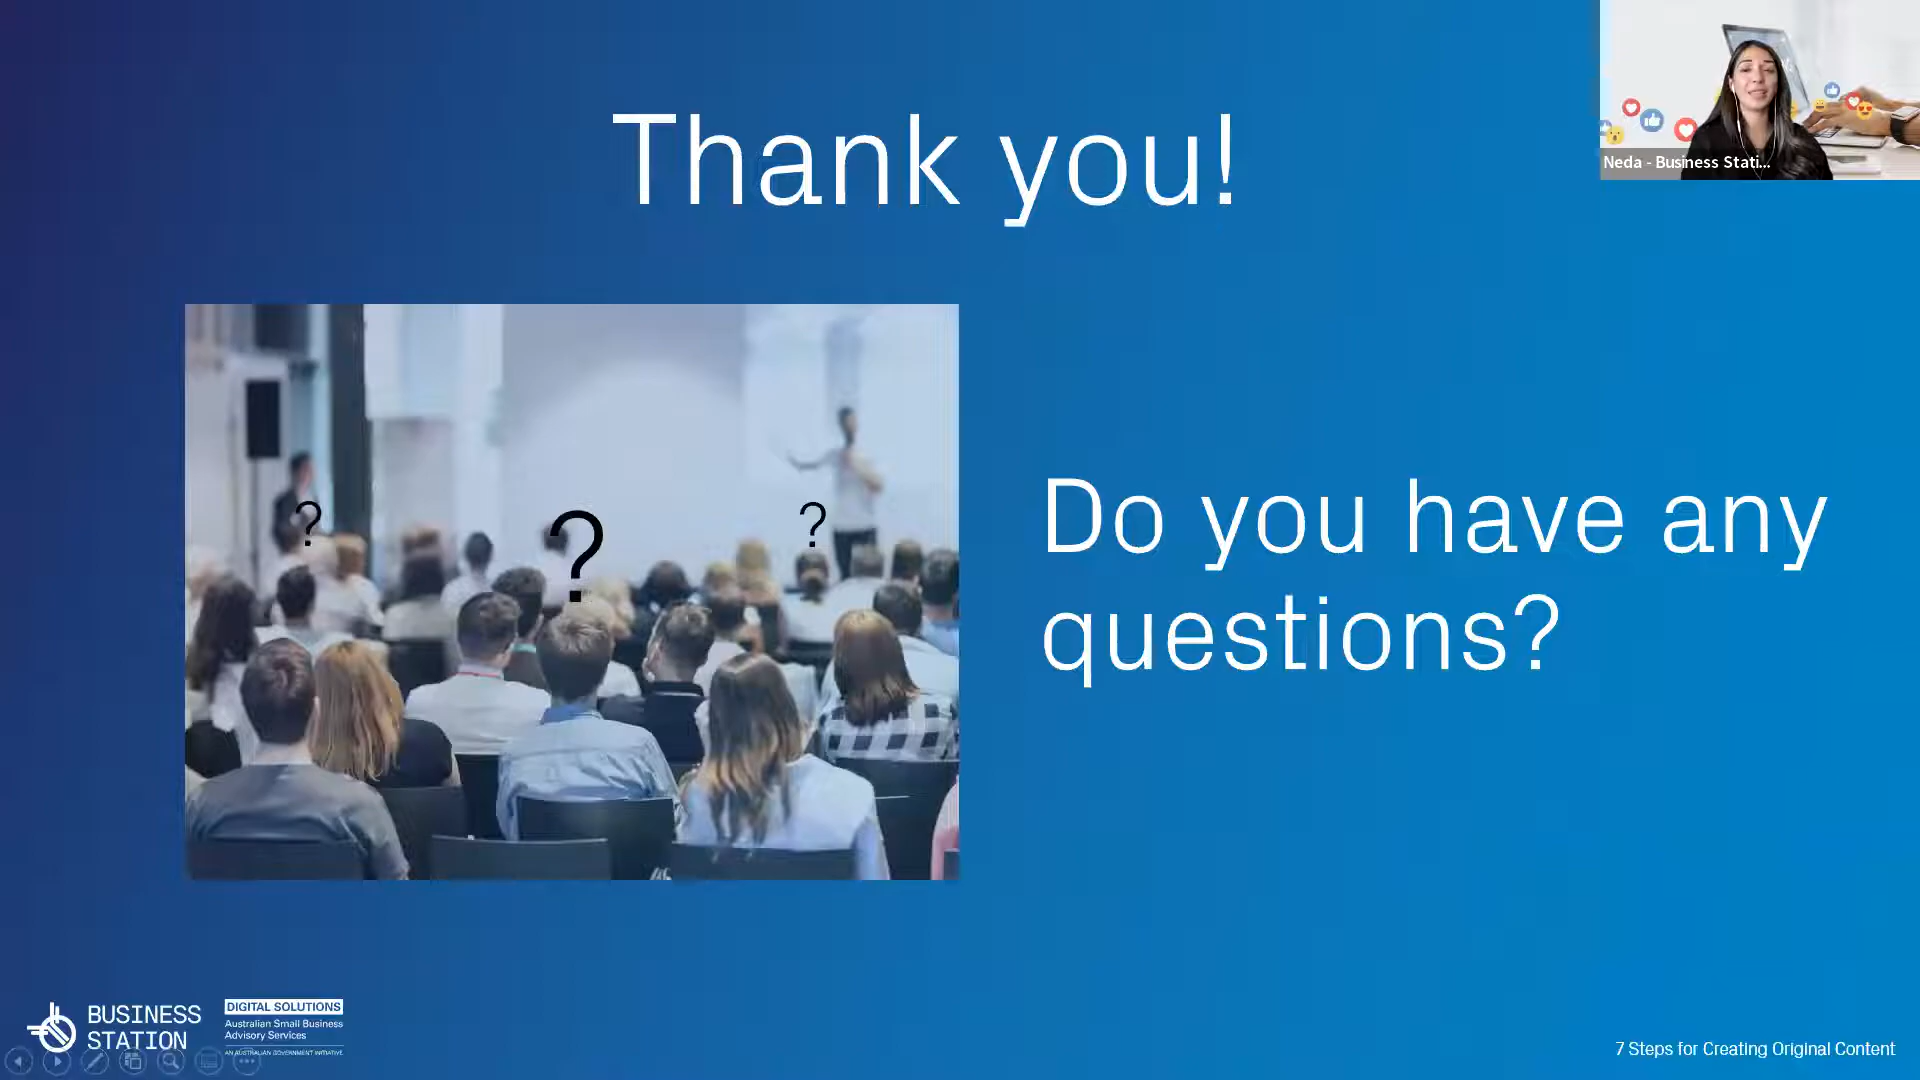 Thank you!
Neda - Business Stati...
?
?
?
Do you have any
questions?
BUSINESS
STATION
DIGITAL SOLUTIONS
Australian Small Business
Advisory Services
AN AUSTRALIAN GOVERNMENT INITIATIVE
7 Steps for Creating Original Content